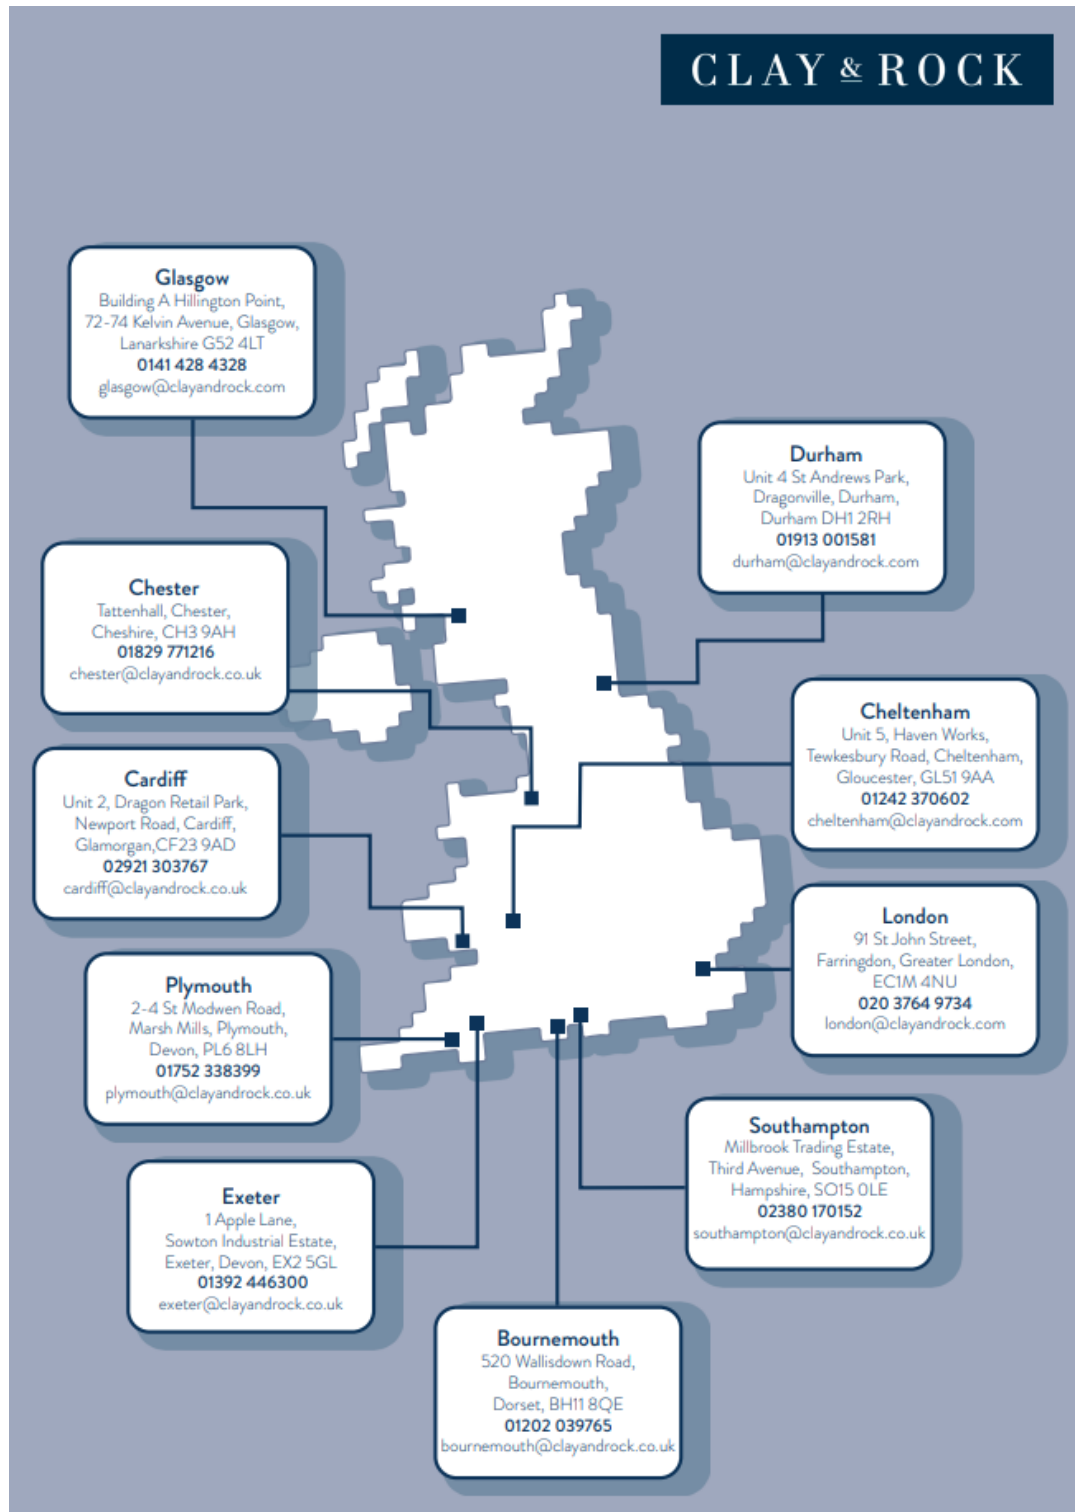 CLAY & ROCK
Glasgow
Building A Hillington Point,
72-74 Kelvin Avenue, Glasgow,
Lanarkshire G52 4LT
0141 428 4328
glasgow@clayandrock.com
Durham
Unit 4 St Andrews Park,
Dragonville, Durham,
Durham DH1 2RH
01913 001581
durham@clayandrock.com
Chester
Tattenhall, Chester,
Cheshire, CH3 9AH
01829 771216
chester@clayandrock.co.uk
Cheltenham
Unit 5, Haven Works,
Tewkesbury Road, Cheltenham,
Gloucester, GL51 9AA
01242 370602
cheltenham@clayandrock.com
Cardiff
Unit 2, Dragon Retail Park,
Newport Road, Cardiff,
Glamorgan,CF23 9AD
02921 303767
cardiff@clayandrock.co.uk
London
91 St John Street,
Farringdon, Greater London,
EC1M 4NU
020 3764 9734
london@clayandrock.com
Plymouth
2-4 St Modwen Road,
Marsh Mills, Plymouth,
Devon, PL6 8LH
01752 338399
plymouth@clayandrock.co.uk
Southampton
Millbrook Trading Estate,
Third Avenue, Southampton,
Hampshire, SO15 0LE
02380 170152
southampton@clayandrock.co.uk
Exeter
1 Apple Lane,
Sowton Industrial Estate,
Exeter, Devon, EX2 5GL
01392 446300
exeter@clayandrock.co.uk
Bournemouth
520 Wallisdown Road,
Bournemouth,
Dorset, BH11 8QE
01202 039765
bournemouth@clayandrock.co.uk